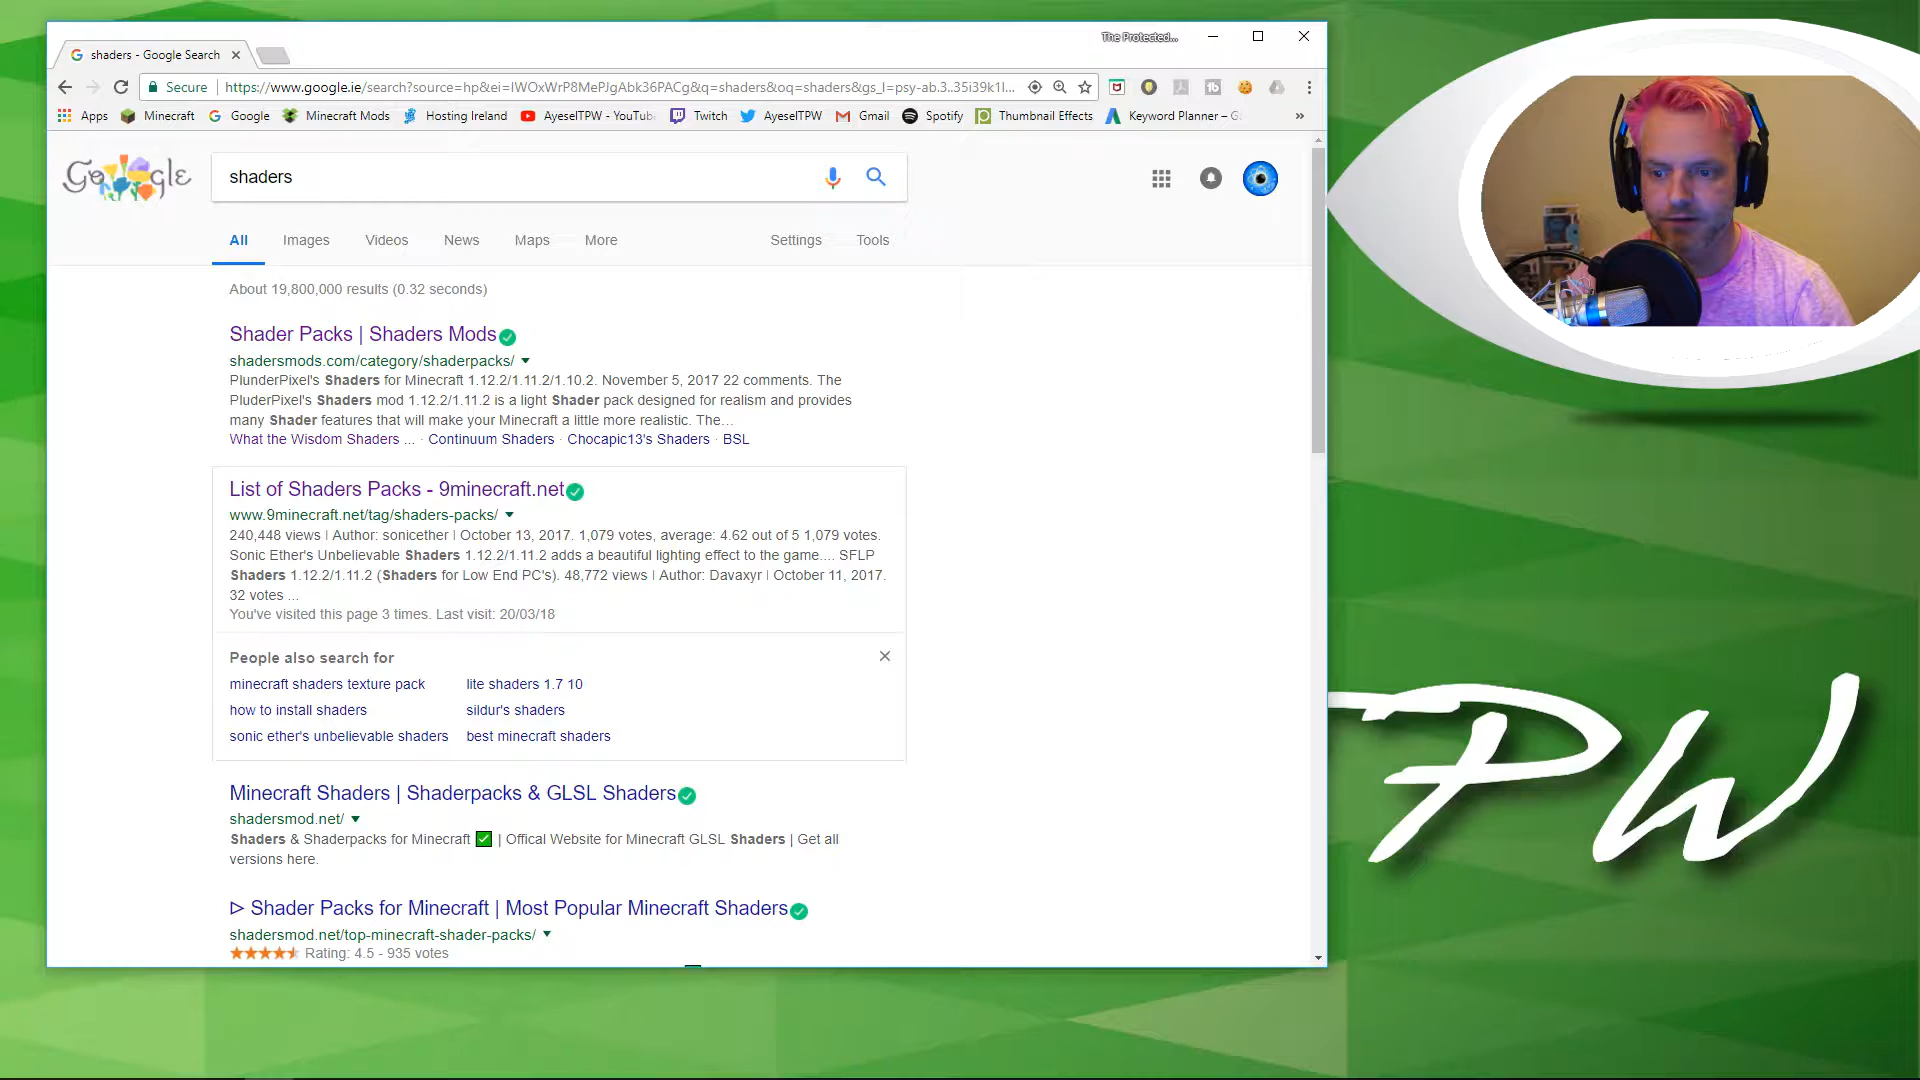 The Protected...
shaders - Google Search
Secure https://www.google.ie/search?source=hp&ei=IWOxWrP8MePJgAbk36PACg&q=shaders&oq=shaders&gs_l=psy-ab.3..35i39k1l...
Apps Minecraft Google Minecraft Mods Hosting Ireland AyeselTPW - YouTub Twitch AyeselTPW Gmail Spotify Thumbnail Effects Keyword Planner – G »
Google
shaders
All Images Videos News Maps More Settings Tools
About 19,800,000 results (0.32 seconds)
Shader Packs | Shaders Mods
shadersmods.com/category/shaderpacks/
PlunderPixel's Shaders for Minecraft 1.12.2/1.11.2/1.10.2. November 5, 2017 22 comments. The
PluderPixel's Shaders mod 1.12.2/1.11.2 is a light Shader pack designed for realism and provides
many Shader features that will make your Minecraft a little more realistic. The…
What the Wisdom Shaders ... · Continuum Shaders · Chocapic13's Shaders · BSL
List of Shaders Packs - 9minecraft.net
www.9minecraft.net/tag/shaders-packs/
240,448 views | Author: sonicether | October 13, 2017. 1,079 votes, average: 4.62 out of 5 1,079 votes.
Sonic Ether's Unbelievable Shaders 1.12.2/1.11.2 adds a beautiful lighting effect to the game.... SFLP
Shaders 1.12.2/1.11.2 (Shaders for Low End PC's). 48,772 views | Author: Davaxyr | October 11, 2017.
32 votes ...
You've visited this page 3 times. Last visit: 20/03/18
People also search for
minecraft shaders texture pack lite shaders 1.7 10
how to install shaders sildur's shaders
sonic ether's unbelievable shaders best minecraft shaders
Minecraft Shaders | Shaderpacks & GLSL Shaders
shadersmod.net/
Shaders & Shaderpacks for Minecraft ✅ | Offical Website for Minecraft GLSL Shaders | Get all
versions here.
ᐅ Shader Packs for Minecraft | Most Popular Minecraft Shaders
shadersmod.net/top-minecraft-shader-packs/
Rating: 4.5 - 935 votes
TPW